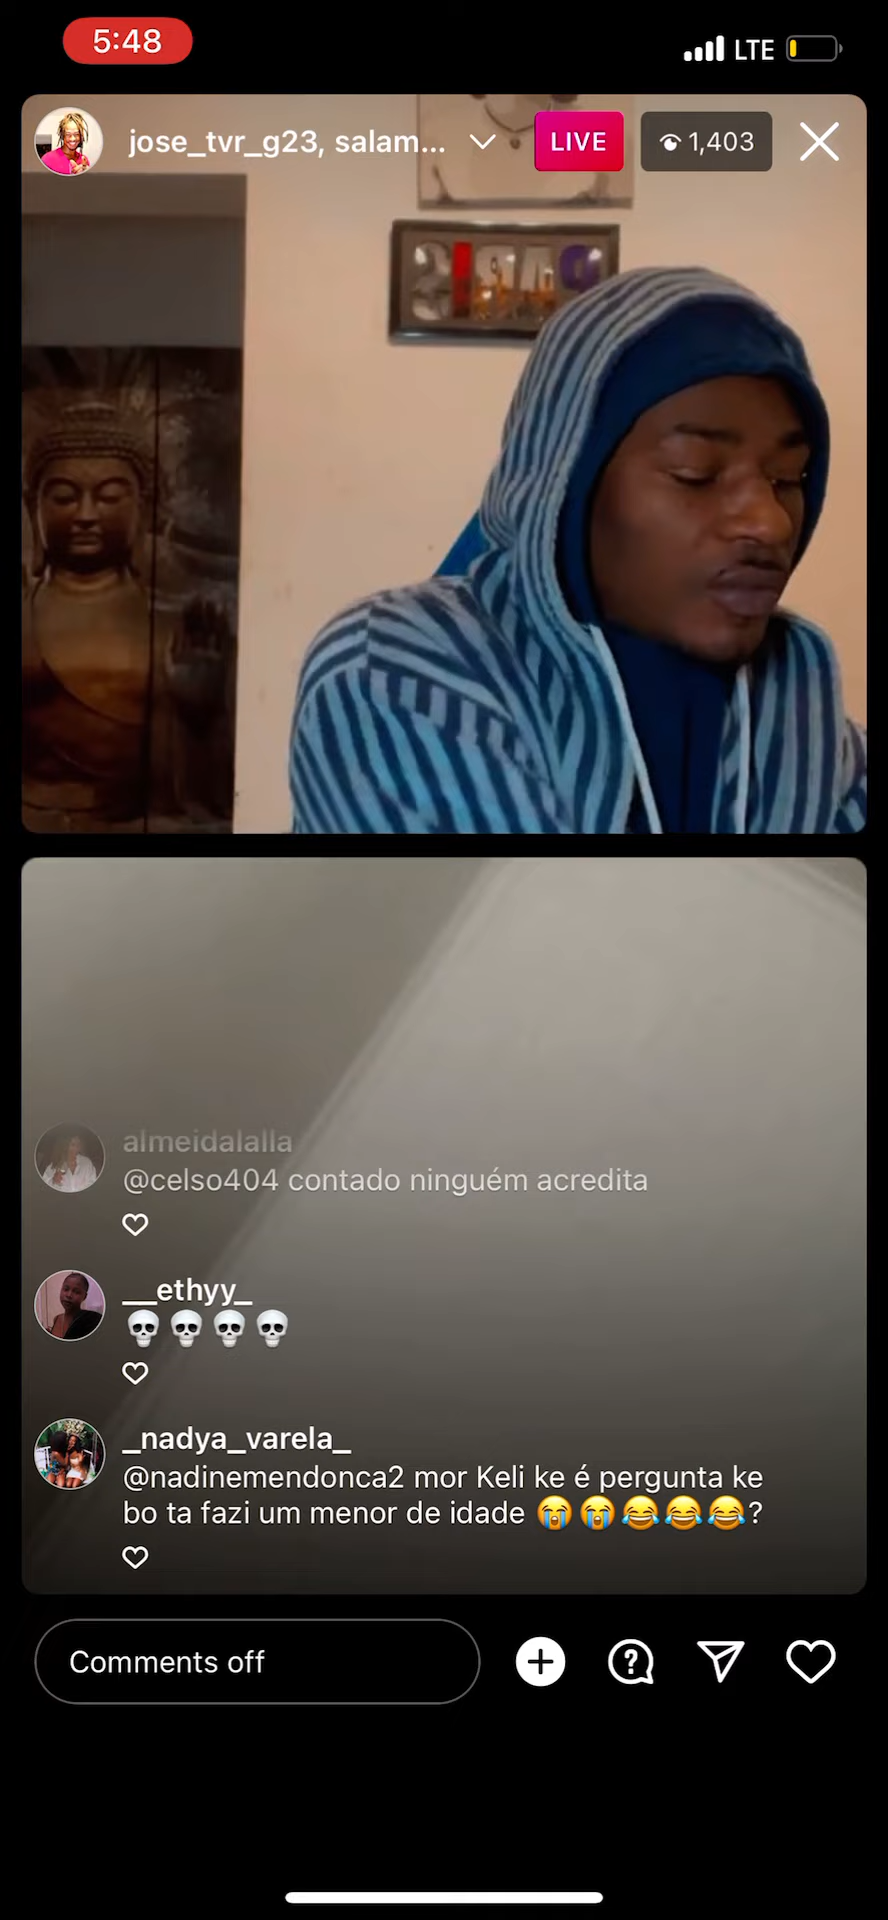 5:48
LTE
jose_tvr_g23, salam...
LIVE
1,403
PARIS
almeidalalla
@celso404 contado ninguém acredita
__ethyy_
💀💀💀💀
_nadya_varela_
@nadinemendonca2 mor Keli ke é pergunta ke
bo ta fazi um menor de idade 😭😭😂😂😂?
Comments off